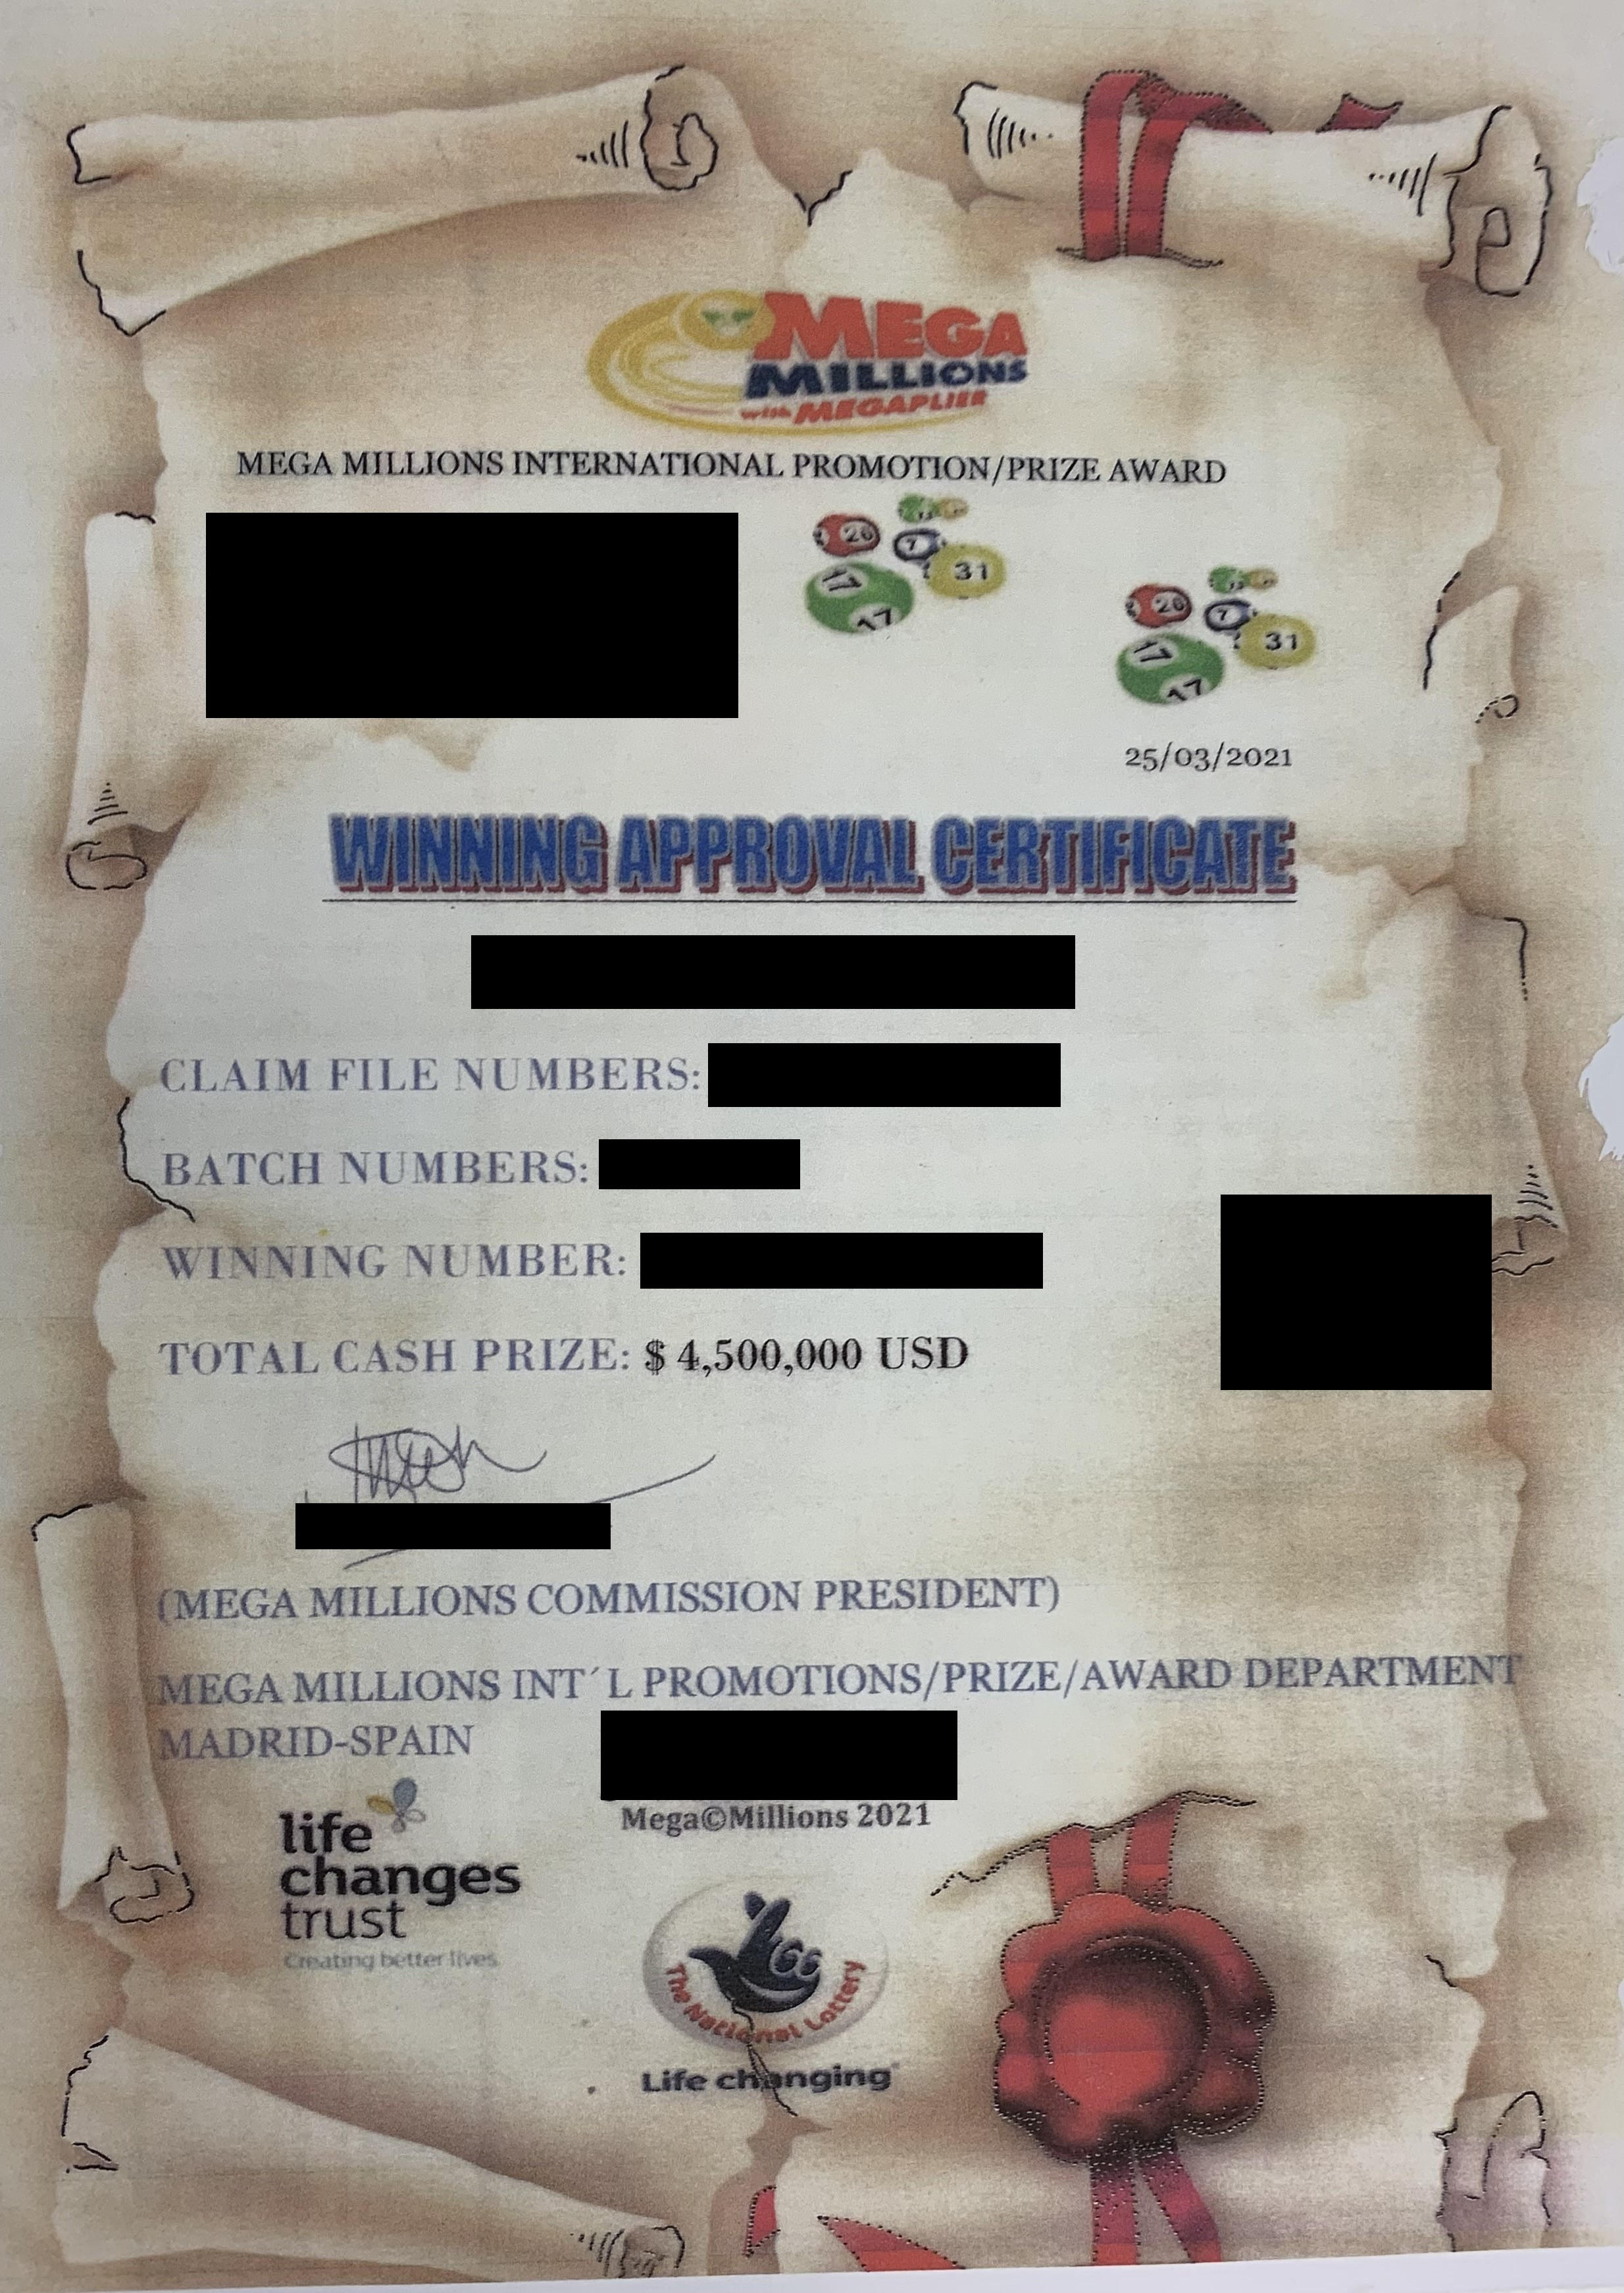 MEGA
MILLIONS
with MEGAPLIER
MEGA MILLIONS INTERNATIONAL PROMOTION/PRIZE AWARD
26
7
31
17
17
26
7
31
17
17
25/03/2021
WINNING APPROVAL CERTIFICATE
CLAIM FILE NUMBERS:
BATCH NUMBERS:
WINNING NUMBER:
TOTAL CASH PRIZE: $ 4,500,000 USD
(MEGA MILLIONS COMMISSION PRESIDENT)
MEGA MILLIONS INT´L PROMOTIONS/PRIZE/AWARD DEPARTMENT
MADRID-SPAIN
Mega©Millions 2021
life
changes
trust
Creating better lives
The National Lottery
Life changing